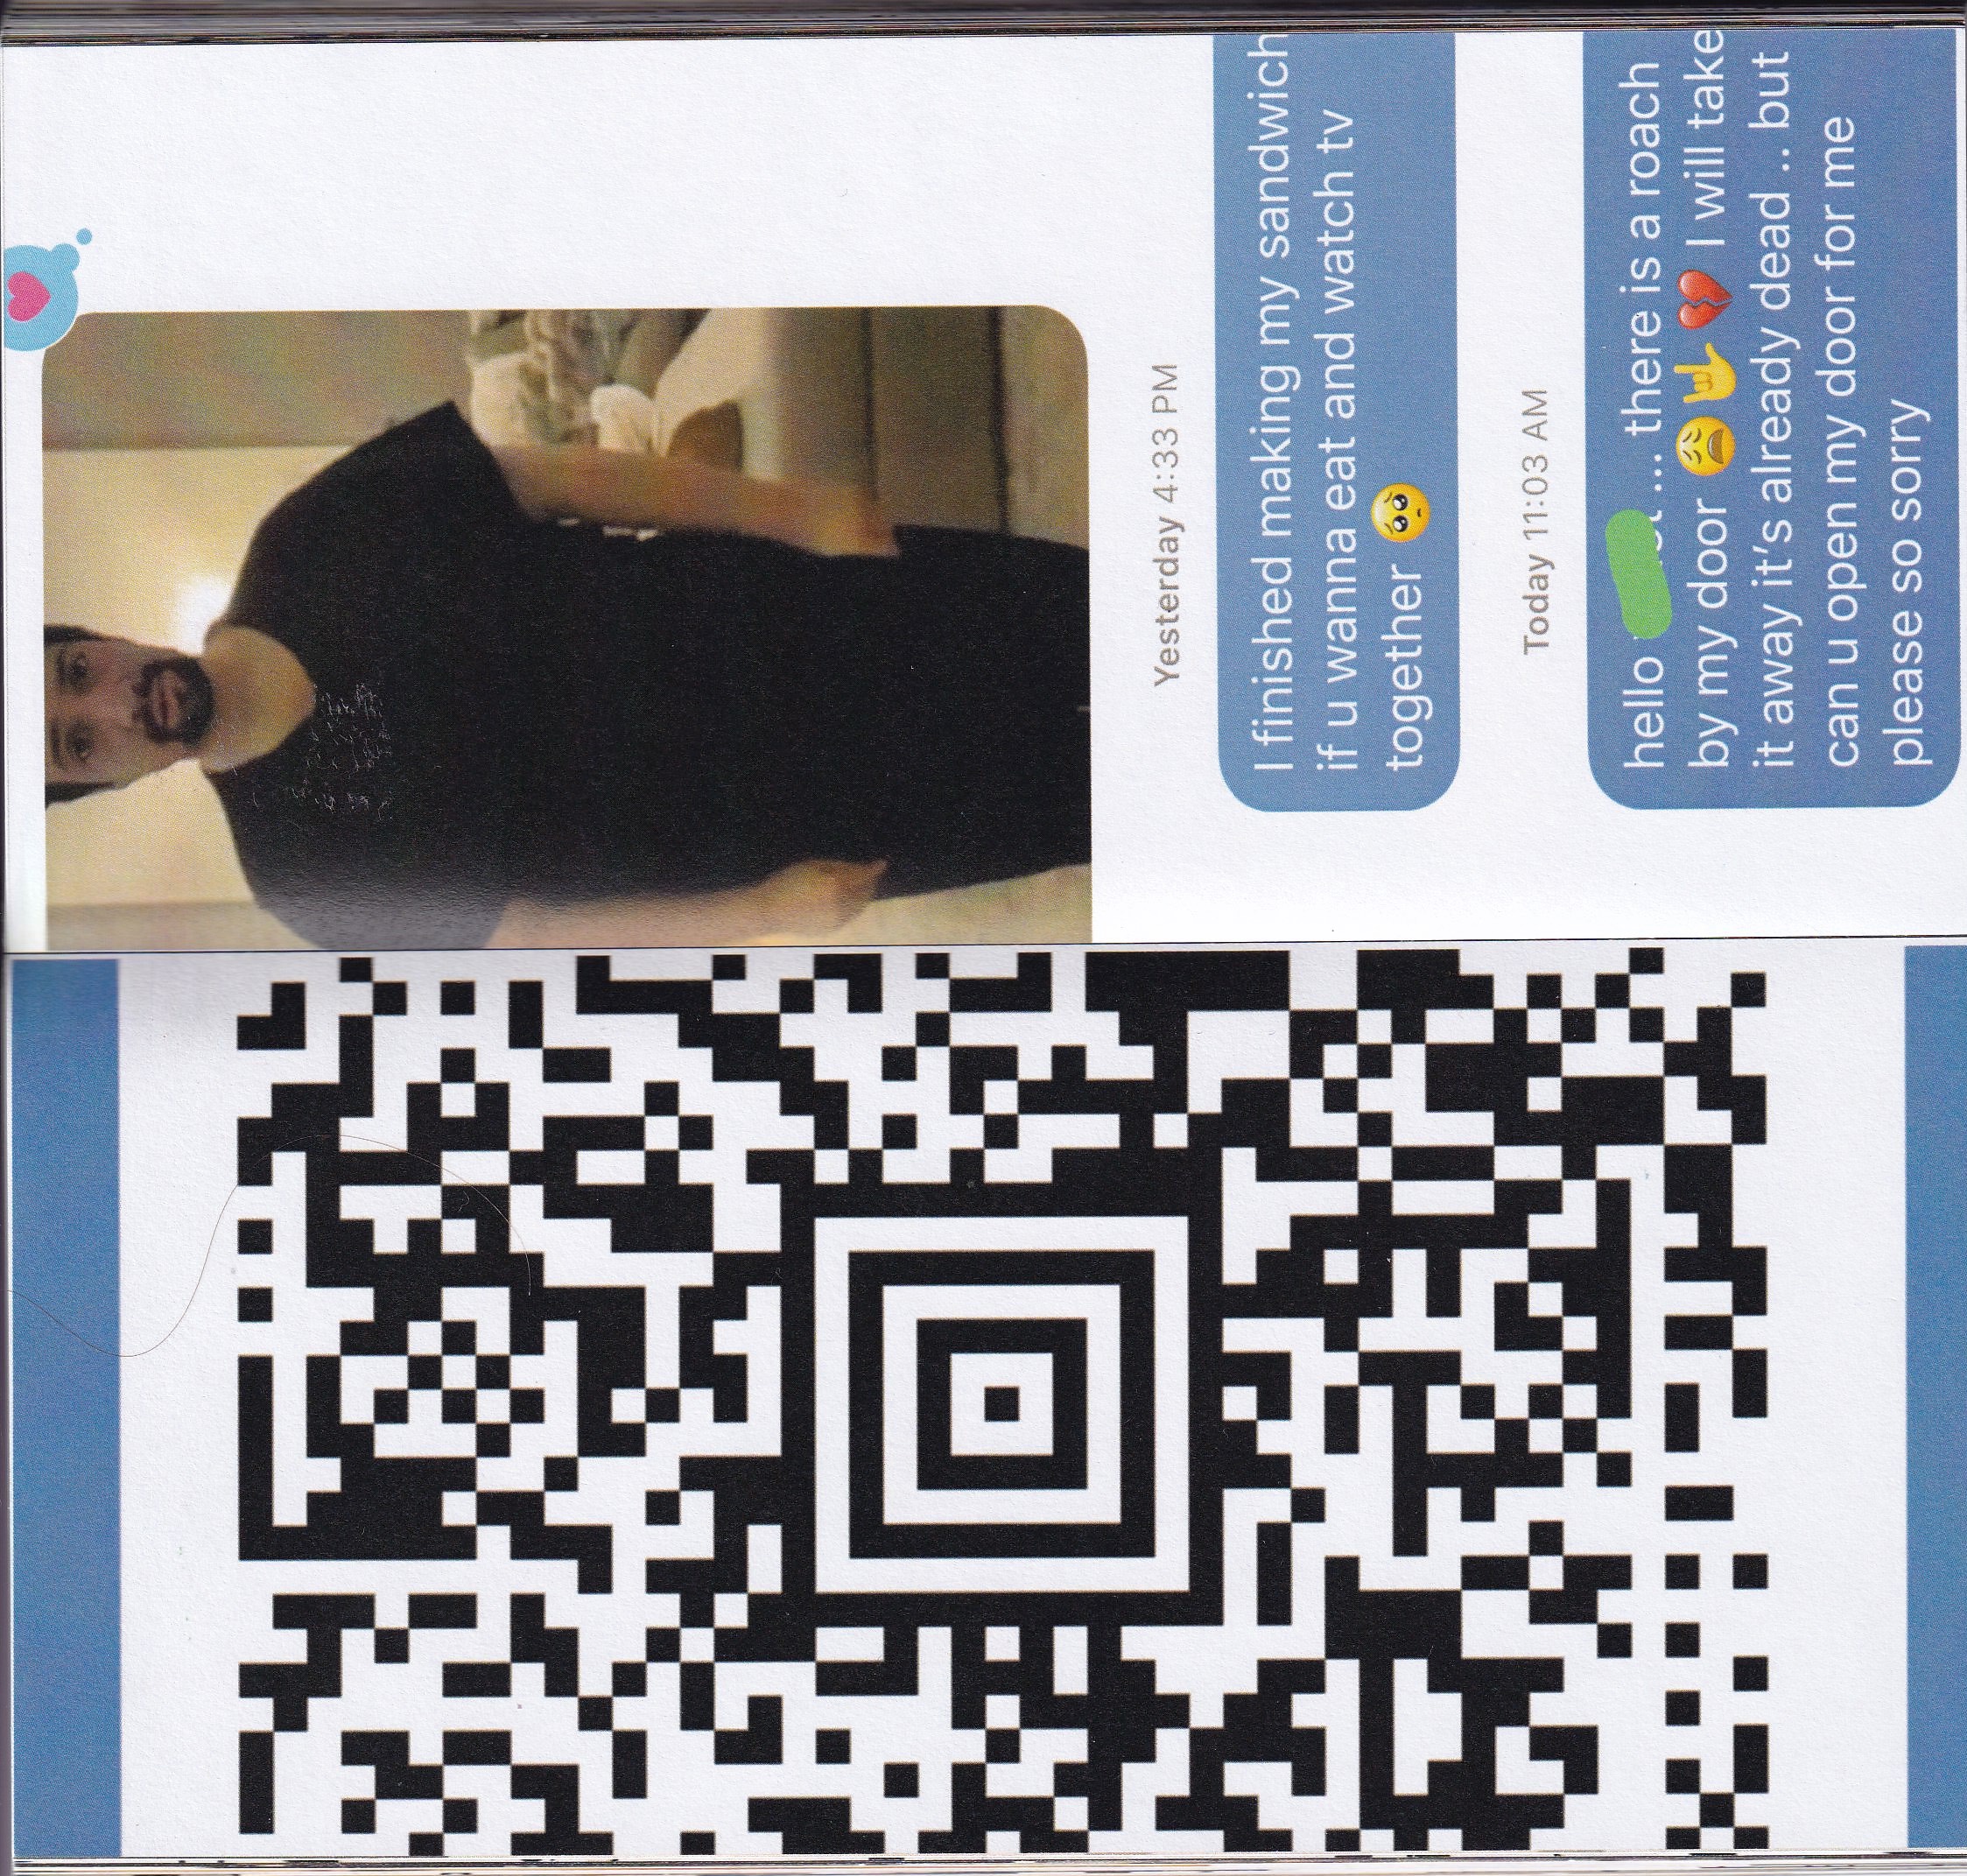 Yesterday 4:33 PM
I finished making my sandwich
if u wanna eat and watch tv
together 🥺
Today 11:03 AM
hello ... there is a roach
by my door 😩🤟💔 I will take
it away it’s already dead .. but
can u open my door for me
please so sorry